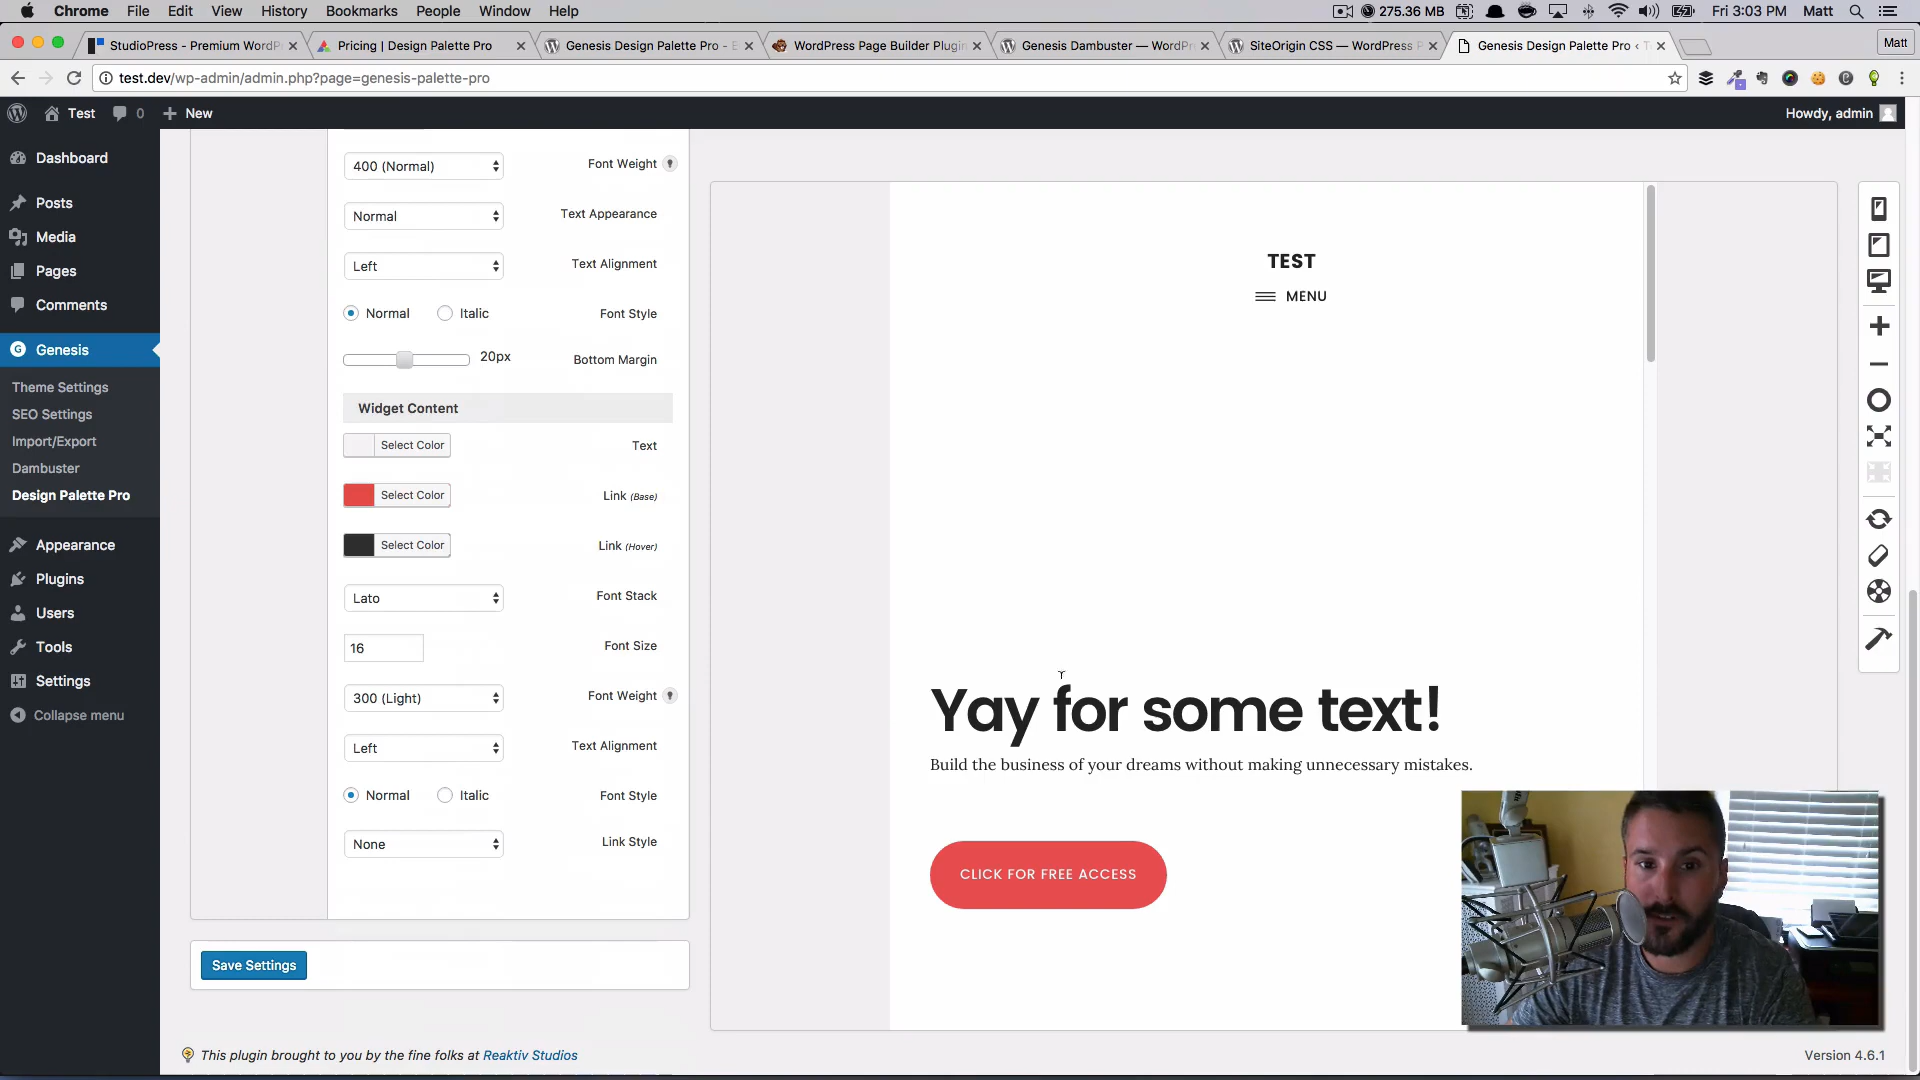 Chrome File Edit View History Bookmarks People Window Help
275.36 MB Fri 3:03 PM Matt
StudioPress - Premium WordP
Pricing | Design Palette Pro
Genesis Design Palette Pro - E
WordPress Page Builder Plugin
Genesis Dambuster — WordPr
SiteOrigin CSS — WordPress P
Genesis Design Palette Pro ‹ T
Matt
test.dev/wp-admin/admin.php?page=genesis-palette-pro
Test 0 New
Howdy, admin
Dashboard
Posts
Media
Pages
Comments
Genesis
Theme Settings
SEO Settings
Import/Export
Dambuster
Design Palette Pro
Appearance
Plugins
Users
Tools
Settings
Collapse menu
400 (Normal) Font Weight
Normal Text Appearance
Left Text Alignment
Normal Italic Font Style
20px Bottom Margin
Widget Content
Select Color Text
Select Color Link (Base)
Select Color Link (Hover)
Lato Font Stack
16 Font Size
300 (Light) Font Weight
Left Text Alignment
Normal Italic Font Style
None Link Style
Save Settings
TEST
MENU
Yay for some text!
Build the business of your dreams without making unnecessary mistakes.
CLICK FOR FREE ACCESS
This plugin brought to you by the fine folks at Reaktiv Studios
Version 4.6.1